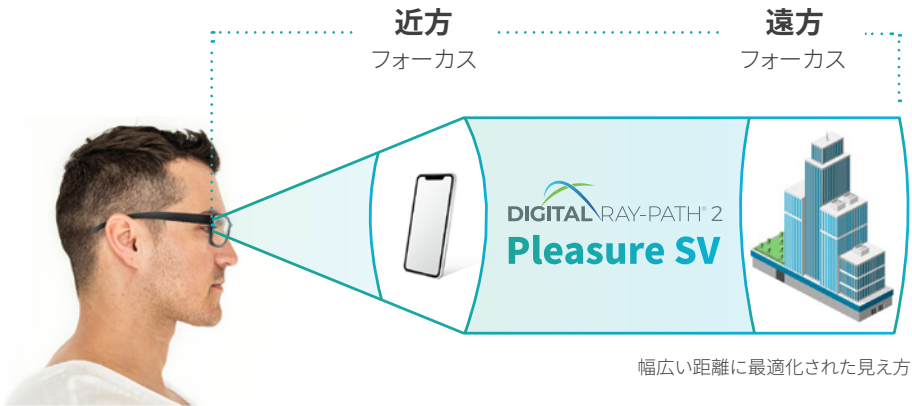 近方
フォーカス
遠方
フォーカス
DIGITAL RAY-PATH® 2
Pleasure SV
幅広い距離に最適化された見え方